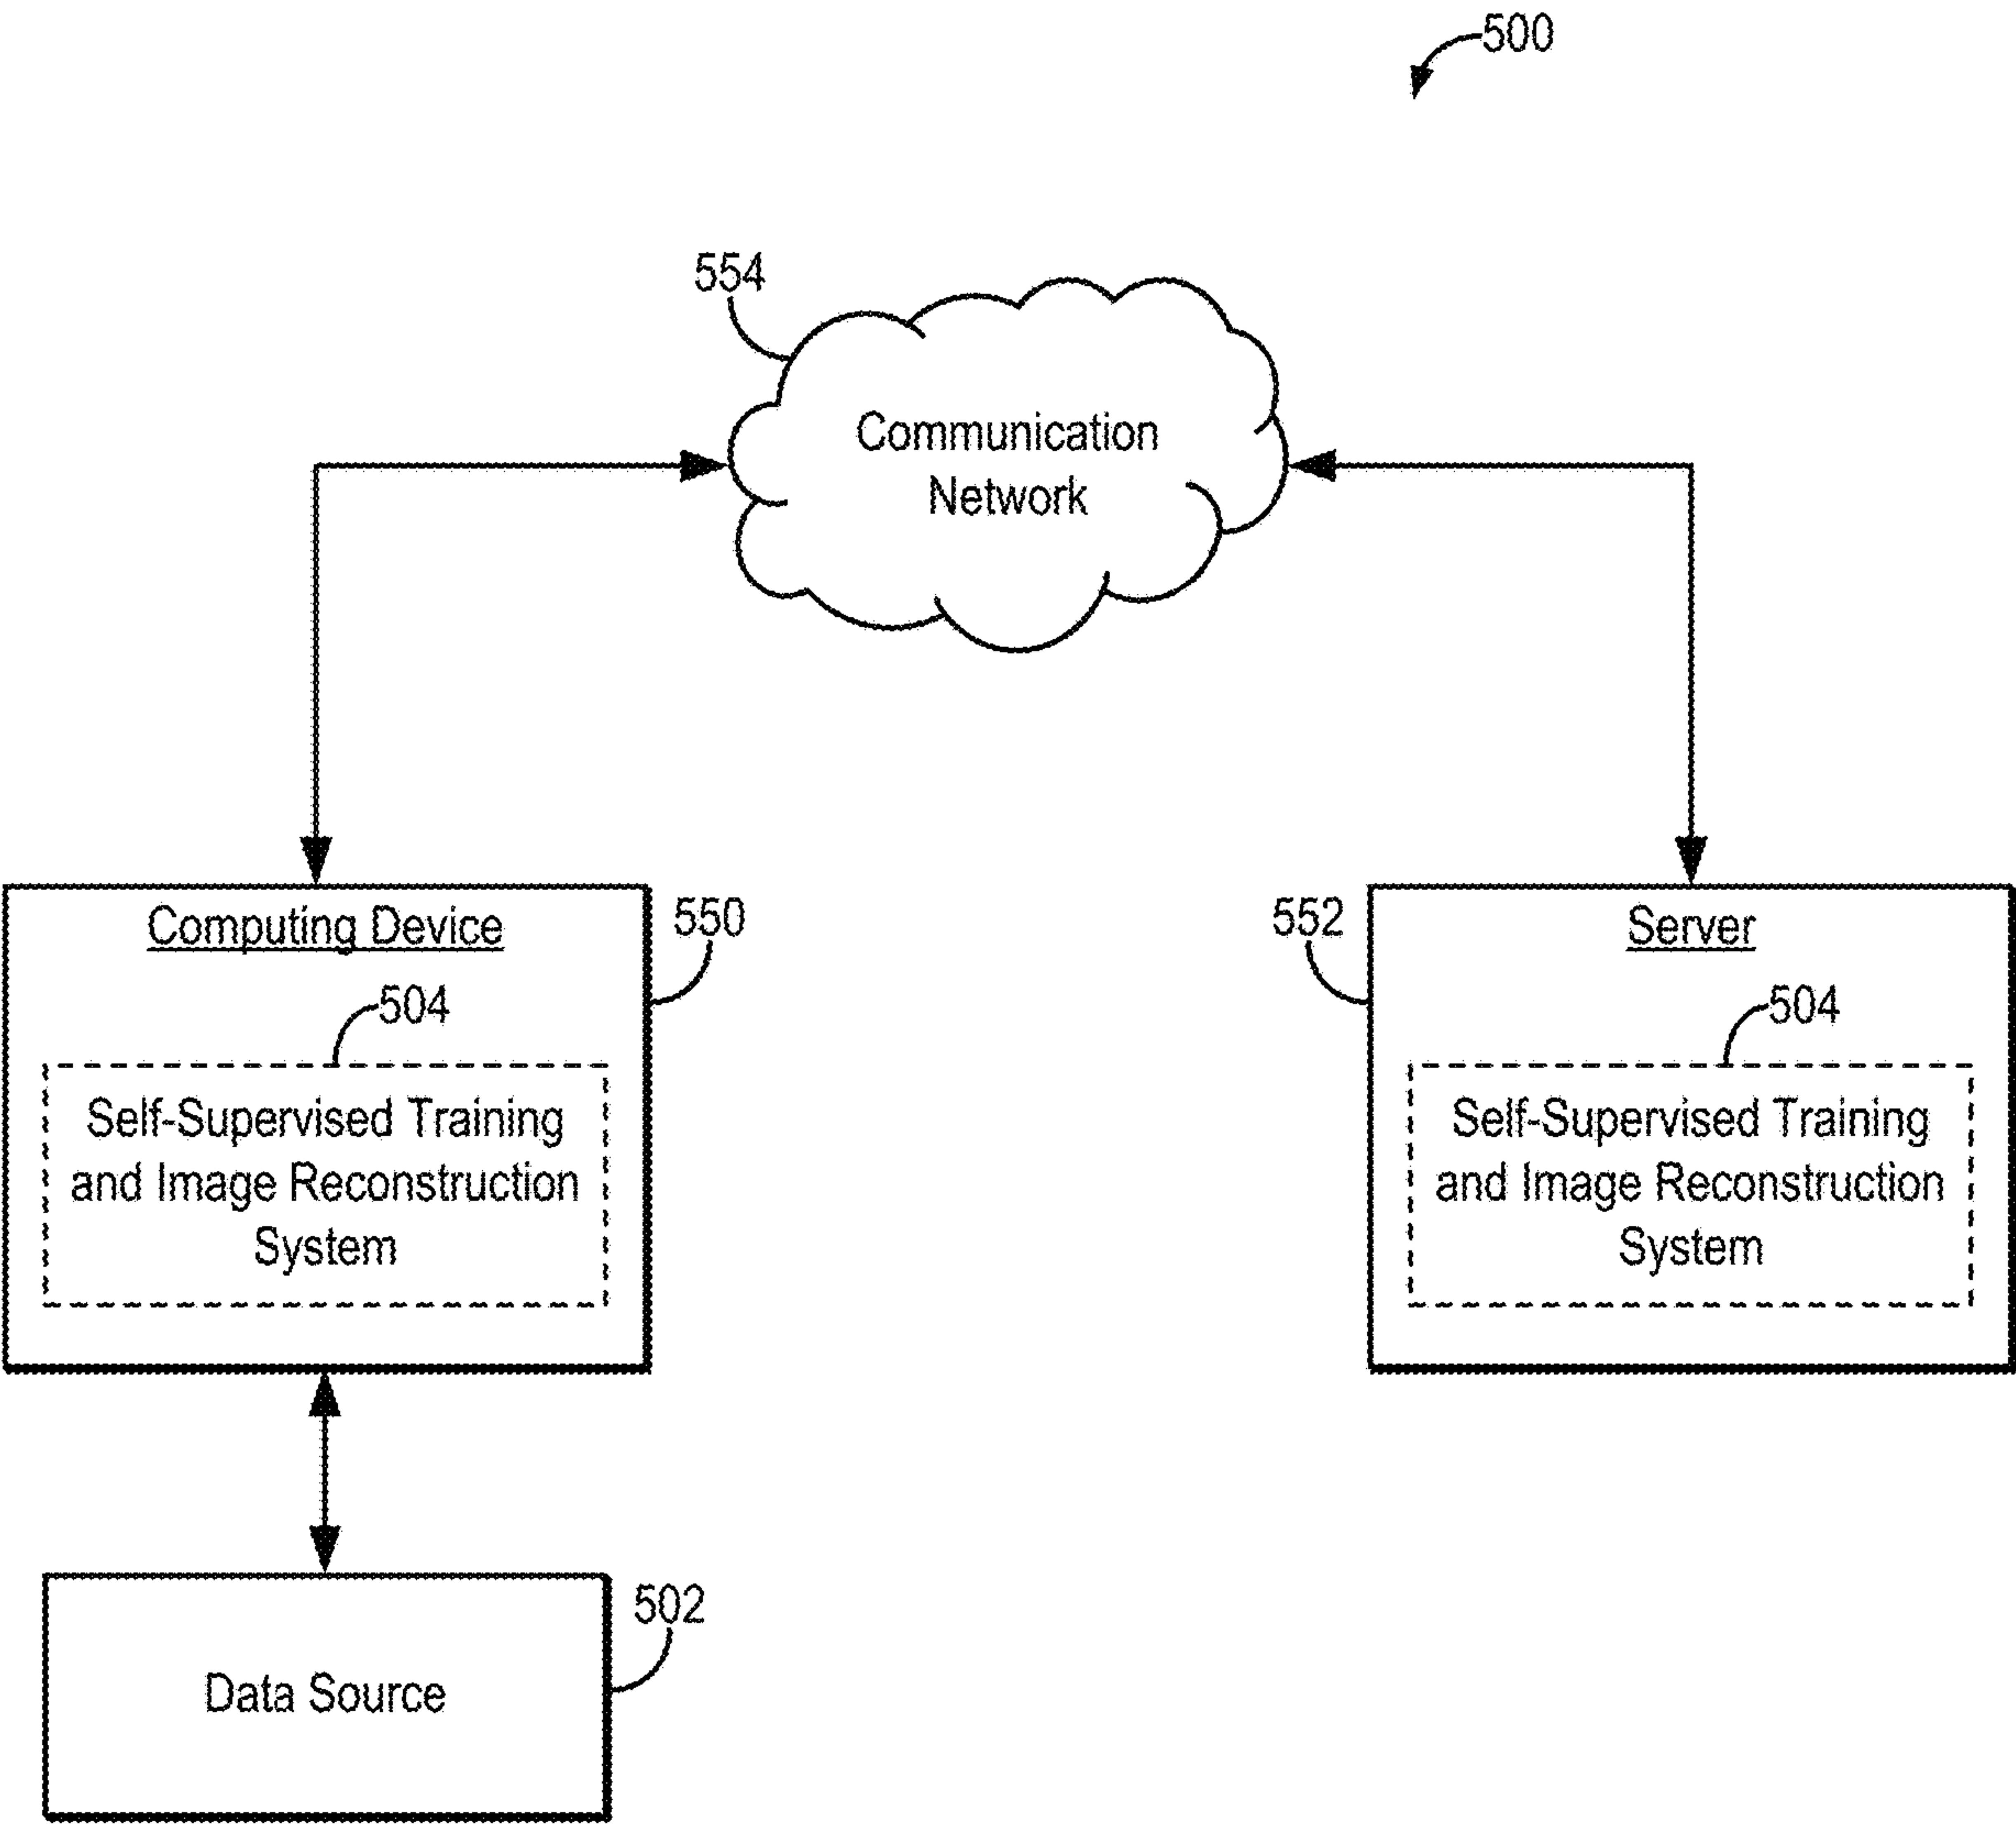 500
554
Communication
Network
Computing Device
550
504
Self-Supervised Training
and Image Reconstruction
System
552
Server
504
Self-Supervised Training
and Image Reconstruction
System
502
Data Source